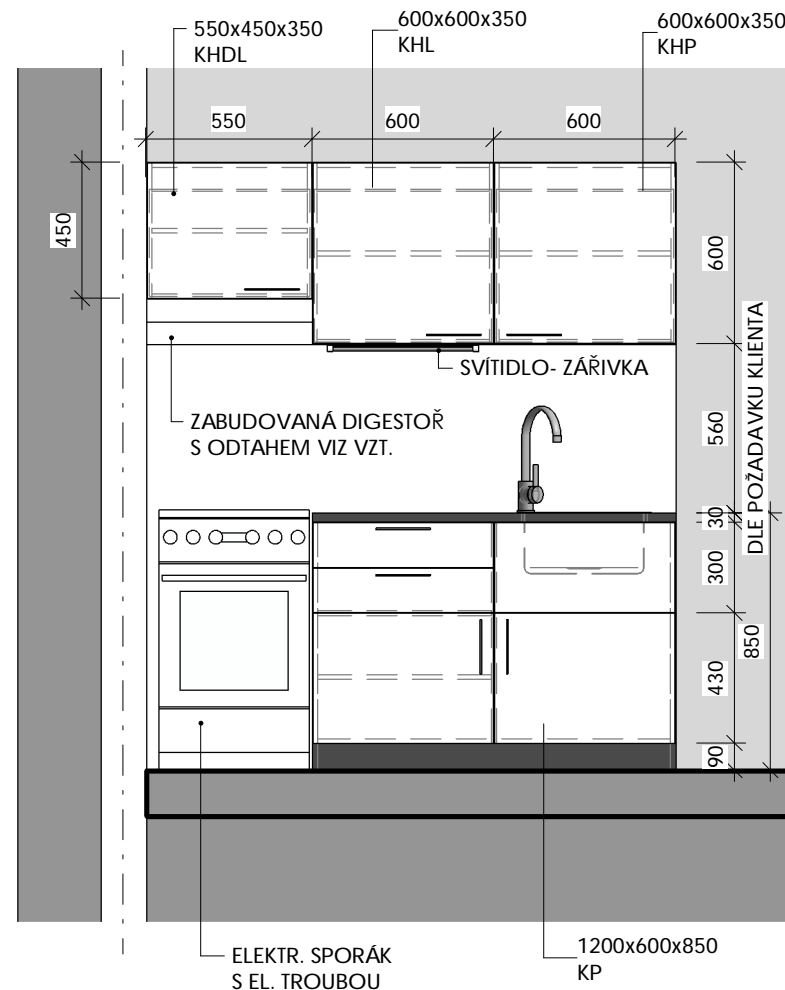 550x450x350
KHDL
600x600x350
KHL
600x600x350
KHP
550
600
600
450
600
SVÍTIDLO- ZÁŘIVKA
ZABUDOVANÁ DIGESTOŘ
S ODTAHEM VIZ VZT.
560
DLE POŽADAVKU KLIENTA
30
300
850
430
90
ELEKTR. SPORÁK
S EL. TROUBOU
1200x600x850
KP